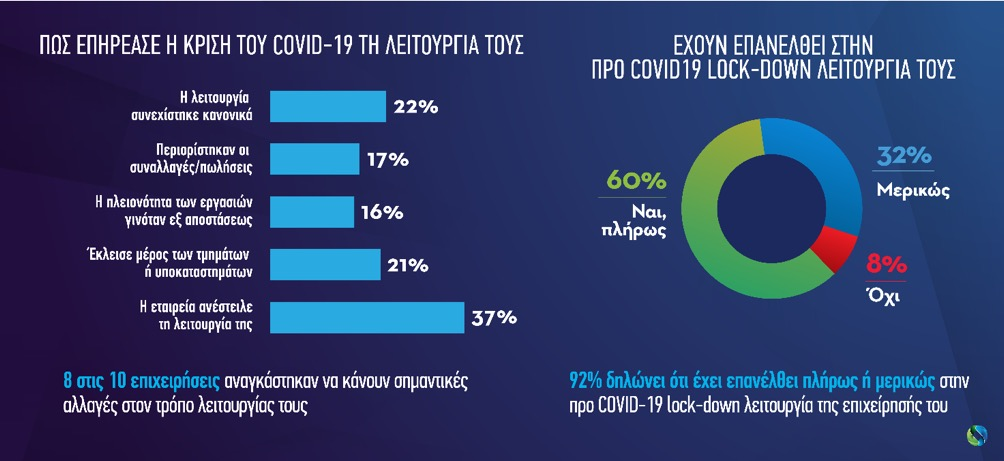 ΠΩΣ ΕΠΗΡΕΑΣΕ Η ΚΡΙΣΗ ΤΟΥ COVID-19 ΤΗ ΛΕΙΤΟΥΡΓΙΑ ΤΟΥΣ
Η λειτουργία
συνεχίστηκε κανονικά
22%
Περιορίστηκαν οι
συναλλαγές/πωλήσεις
17%
Η πλειονότητα των εργασιών
γινόταν εξ αποστάσεως
16%
Έκλεισε μέρος των τμημάτων
ή υποκαταστημάτων
21%
Η εταιρεία ανέστειλε
τη λειτουργία της
37%
8 στις 10 επιχειρήσεις αναγκάστηκαν να κάνουν σημαντικές
αλλαγές στον τρόπο λειτουργίας τους
ΕΧΟΥΝ ΕΠΑΝΕΛΘΕΙ ΣΤΗΝ
ΠΡΟ COVID19 LOCK-DOWN ΛΕΙΤΟΥΡΓΙΑ ΤΟΥΣ
60%
Ναι,
πλήρως
32%
Μερικώς
8%
Όχι
92% δηλώνει ότι έχει επανέλθει πλήρως ή μερικώς στην
προ COVID-19 lock-down λειτουργία της επιχείρησής του